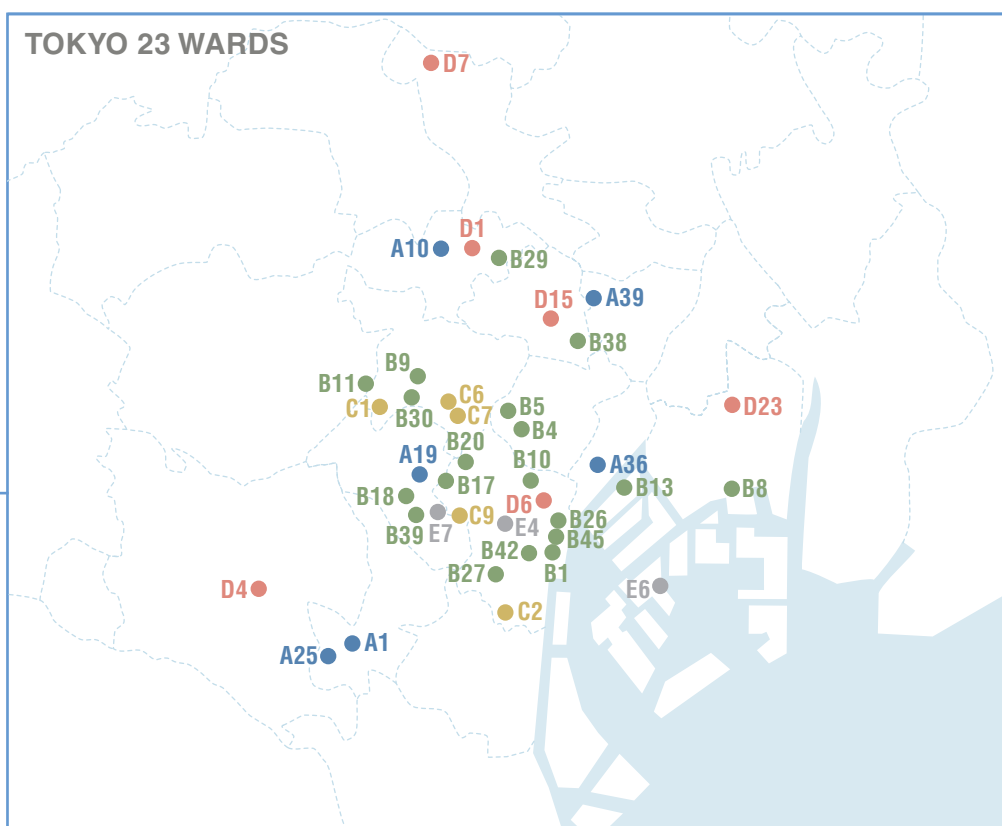 TOKYO 23 WARDS
D7
D1
A10
B29
A39
D15
B38
B9
B11
C6
C1
B30
C7
B5
D23
B4
B20
A19
B10
A36
B17
B13
B8
B18
D6
B39
E7
C9
E4
B26
B45
B42
B1
B27
D4
E6
C2
A1
A25